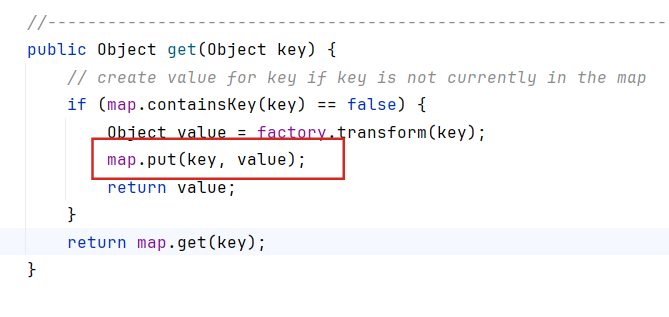 //---------------------------------------------------------------
public Object get(Object key) {
// create value for key if key is not currently in the map
if (map.containsKey(key) == false) {
Object value = factory.transform(key);
map.put(key, value);
return value;
}
return map.get(key);
}